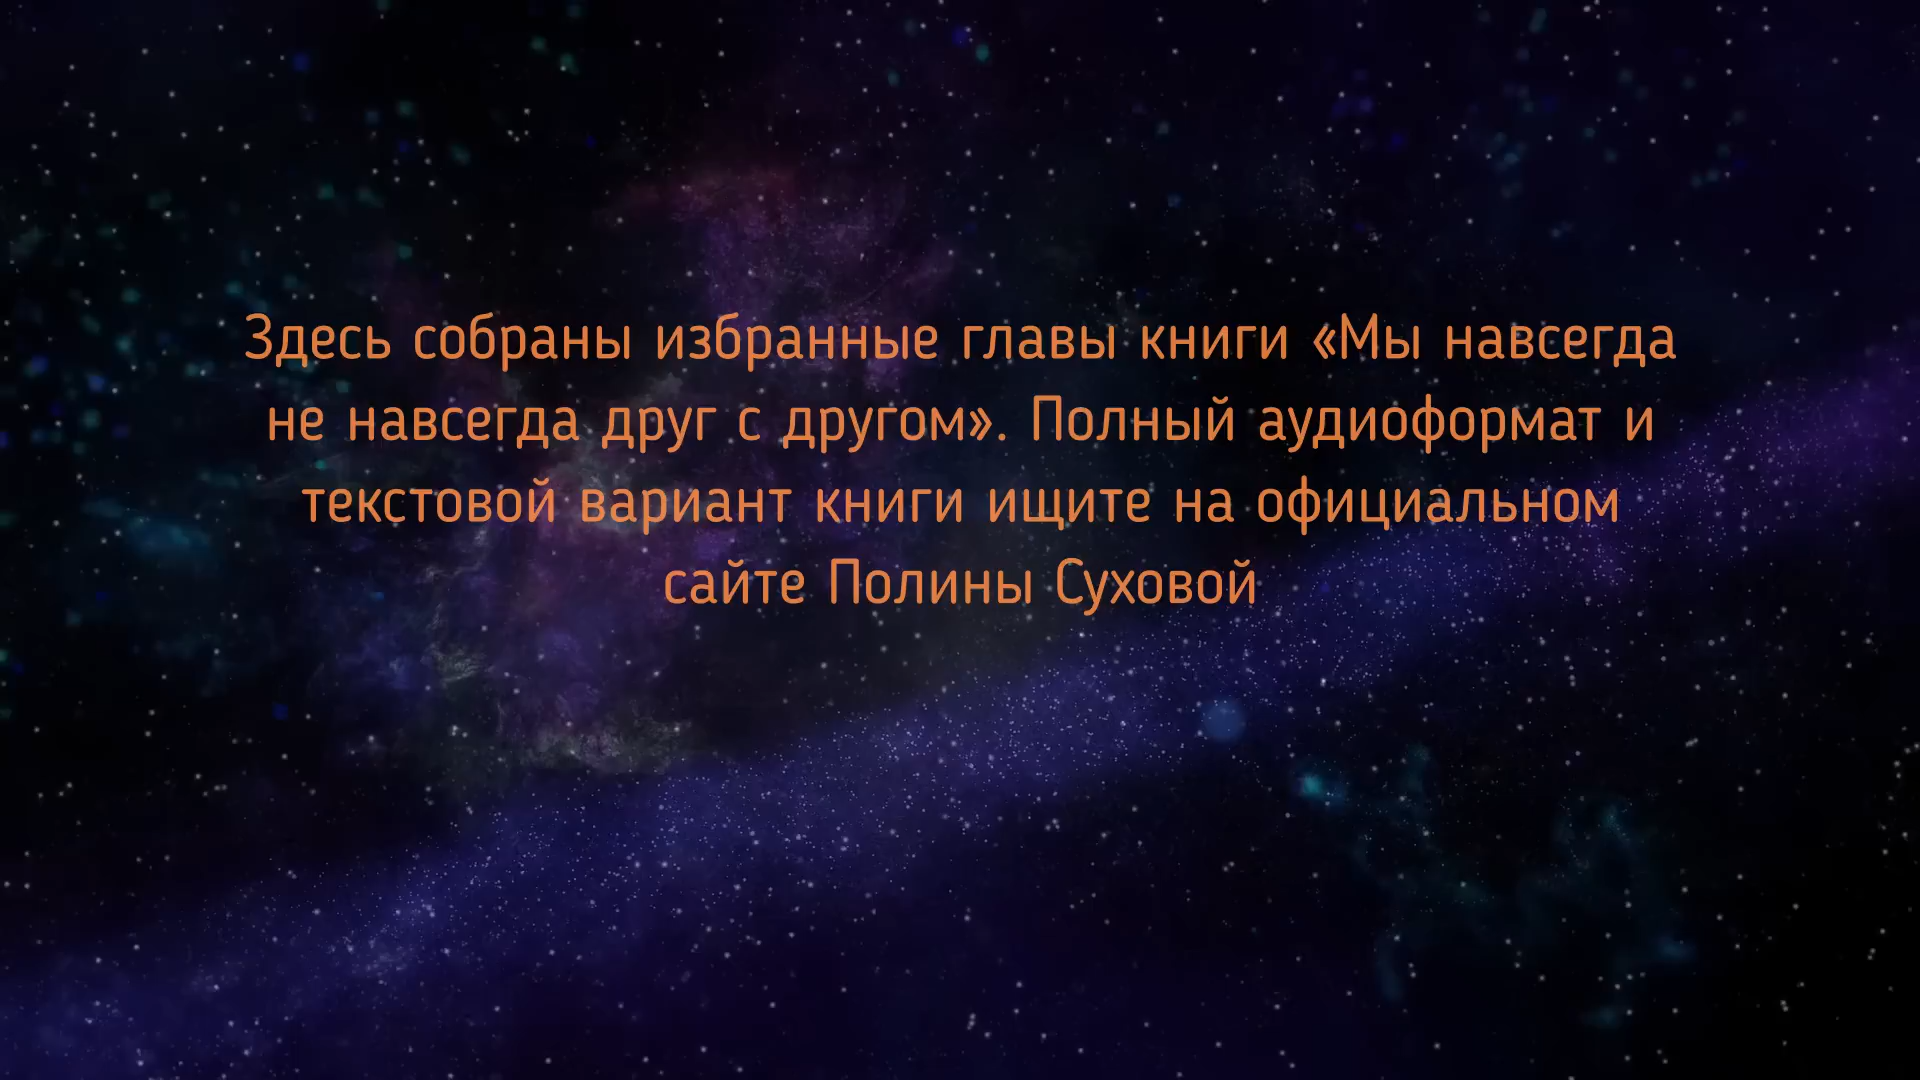 Здесь собраны избранные главы книги «Мы навсегда
не навсегда друг с другом». Полный аудиоформат и
текстовой вариант книги ищите на официальном
сайте Полины Суховой